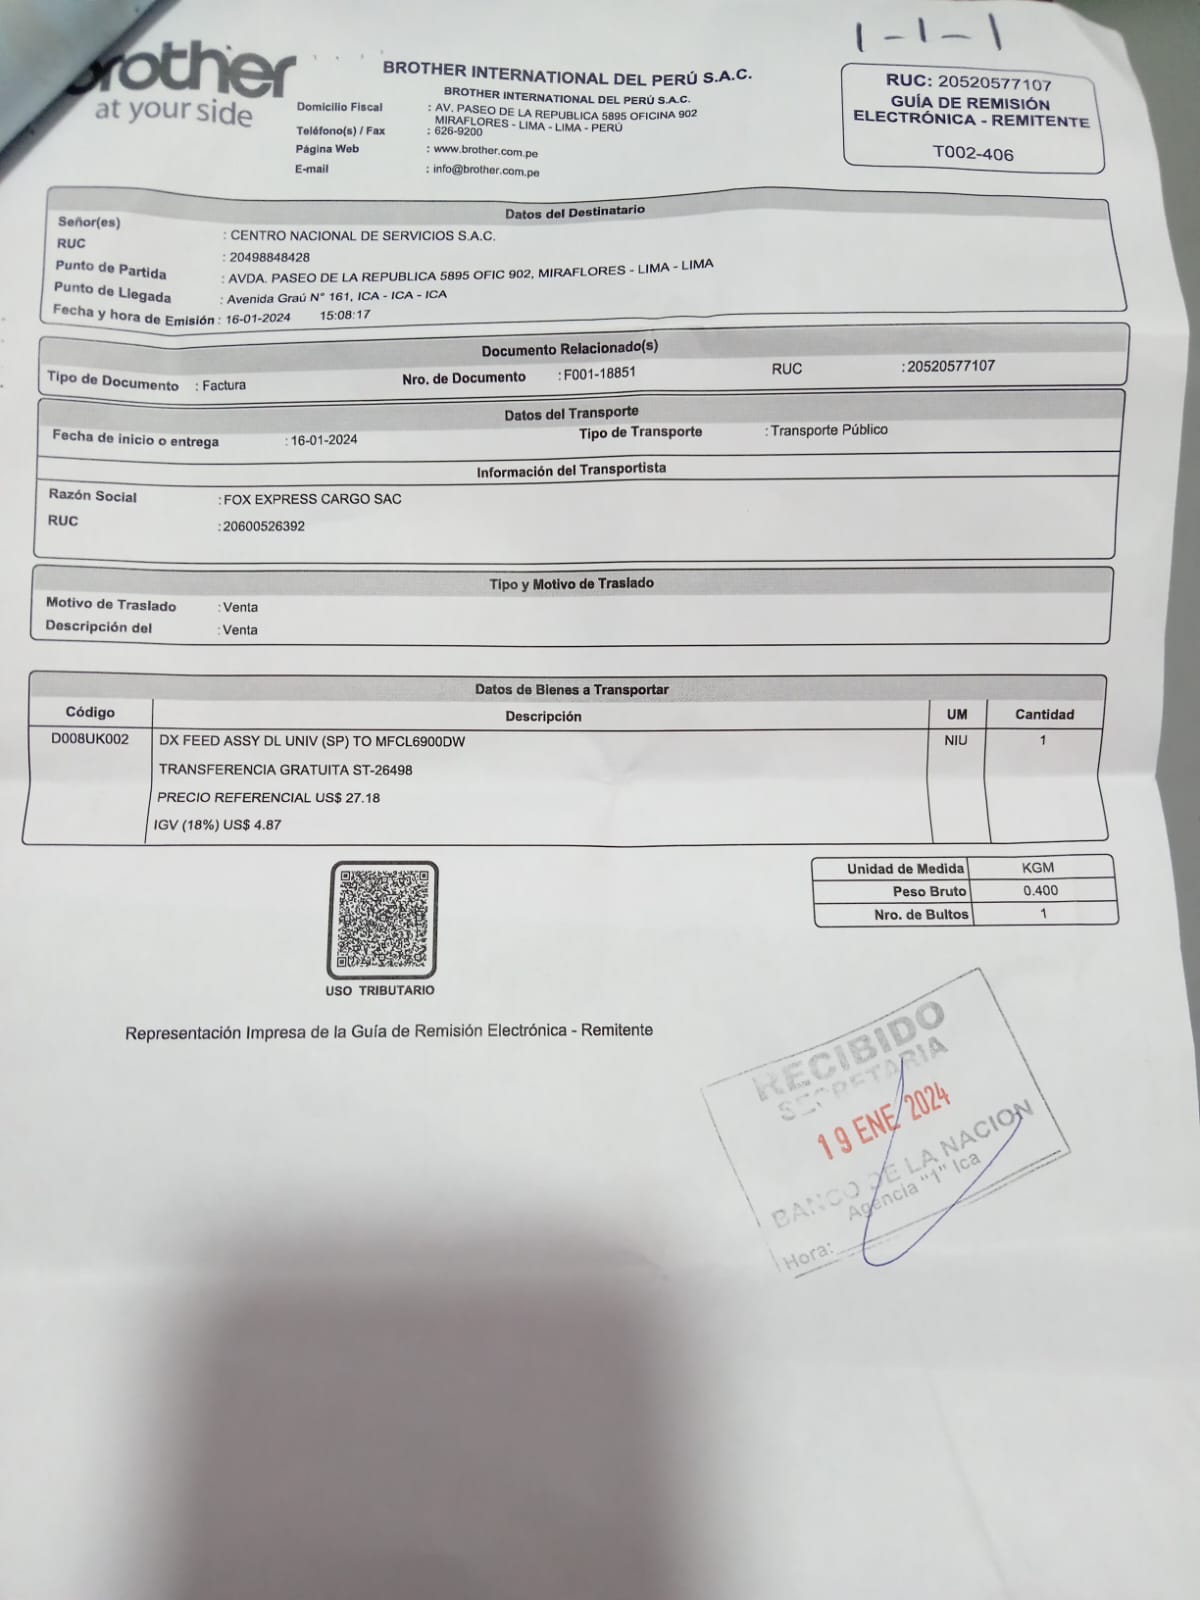 1-1-1
brother
at your side
BROTHER INTERNATIONAL DEL PERÚ S.A.C.
BROTHER INTERNATIONAL DEL PERÚ S.A.C.
Domicilio Fiscal : AV. PASEO DE LA REPUBLICA 5895 OFICINA 902
MIRAFLORES - LIMA - LIMA - PERÚ
Teléfono(s) / Fax : 626-9200
Página Web : www.brother.com.pe
E-mail : info@brother.com.pe
RUC: 20520577107
GUÍA DE REMISIÓN
ELECTRÓNICA - REMITENTE
T002-406
Datos del Destinatario
Señor(es) : CENTRO NACIONAL DE SERVICIOS S.A.C.
RUC : 20498848428
Punto de Partida : AVDA. PASEO DE LA REPUBLICA 5895 OFIC 902, MIRAFLORES - LIMA - LIMA
Punto de Llegada : Avenida Graú N° 161, ICA - ICA - ICA
Fecha y hora de Emisión : 16-01-2024 15:08:17
Documento Relacionado(s)
Tipo de Documento : Factura Nro. de Documento : F001-18851 RUC : 20520577107
Datos del Transporte
Fecha de inicio o entrega : 16-01-2024 Tipo de Transporte : Transporte Público
Información del Transportista
Razón Social : FOX EXPRESS CARGO SAC
RUC : 20600526392
Tipo y Motivo de Traslado
Motivo de Traslado : Venta
Descripción del : Venta
Datos de Bienes a Transportar
Código Descripción UM Cantidad
D008UK002 DX FEED ASSY DL UNIV (SP) TO MFCL6900DW NIU 1
TRANSFERENCIA GRATUITA ST-26498
PRECIO REFERENCIAL US$ 27.18
IGV (18%) US$ 4.87
Unidad de Medida KGM
Peso Bruto 0.400
Nro. de Bultos 1
USO TRIBUTARIO
Representación Impresa de la Guía de Remisión Electrónica - Remitente
RECIBIDO
SECRETARIA
19 ENE 2024
BANCO DE LA NACION
Agencia "1" Ica
Hora: